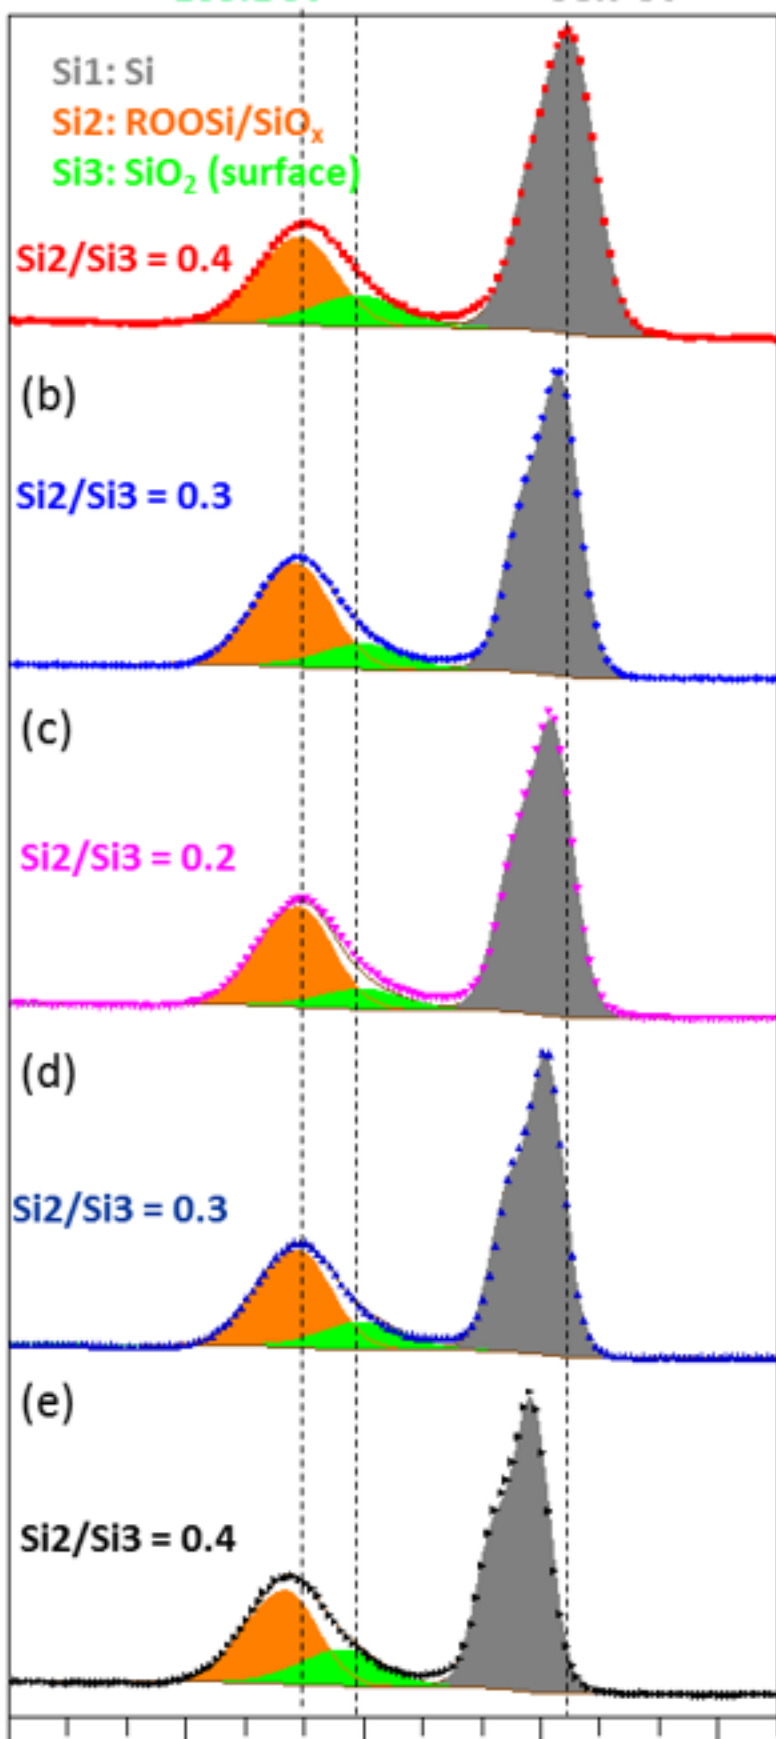 Si1: Si
Si2: ROOSi/SiOₓ
Si3: SiO₂ (surface)
Si2/Si3 = 0.4
(b)
Si2/Si3 = 0.3
(c)
Si2/Si3 = 0.2
(d)
Si2/Si3 = 0.3
(e)
Si2/Si3 = 0.4